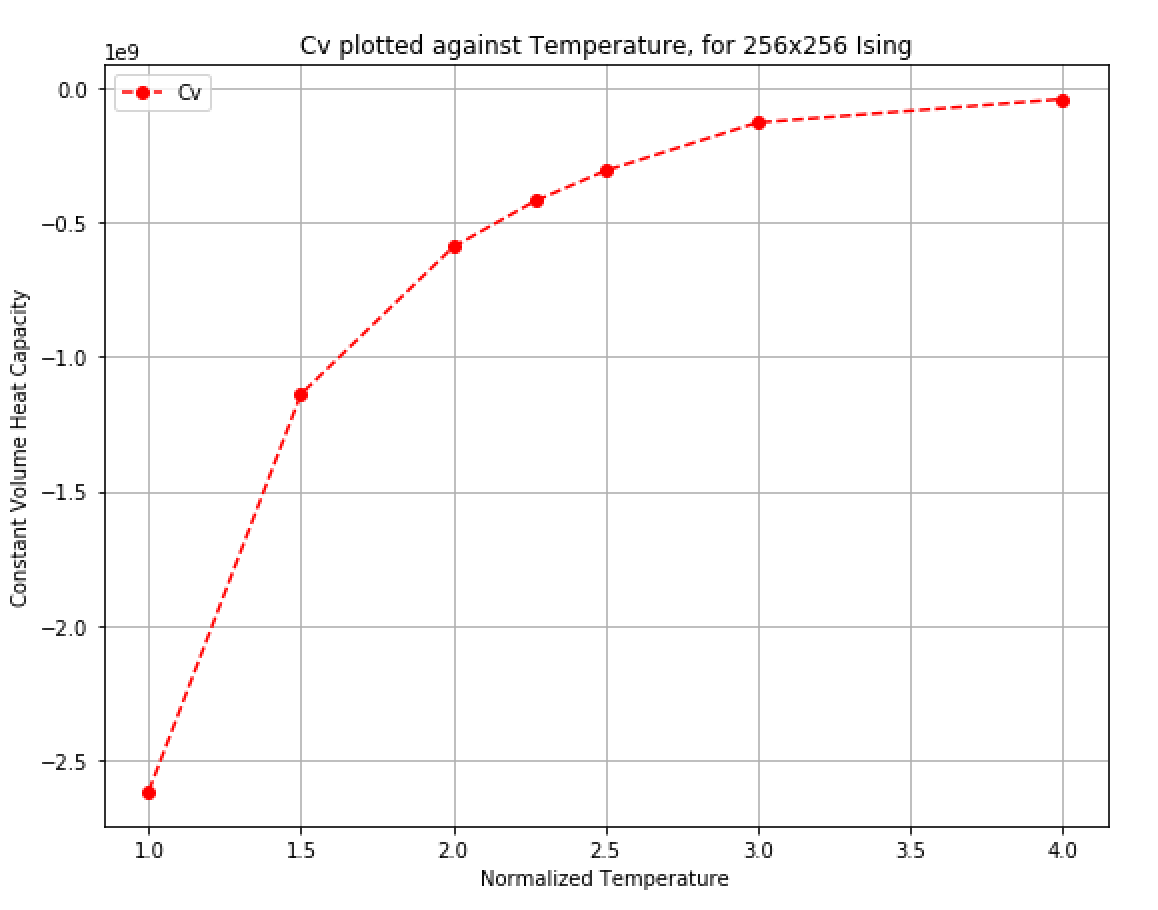 Cv plotted against Temperature, for 256x256 Ising
1e9
Cv
0.0
−0.5
−1.0
−1.5
−2.0
−2.5
Constant Volume Heat Capacity
1.0 1.5 2.0 2.5 3.0 3.5 4.0
Normalized Temperature